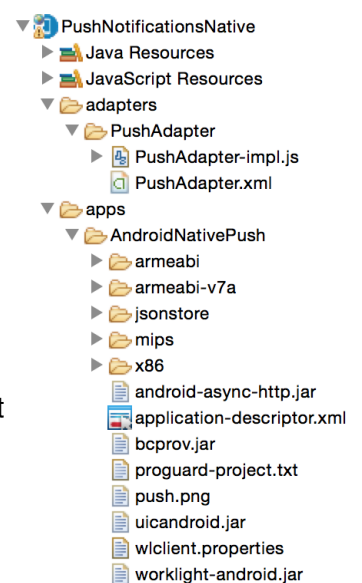 PushNotificationsNative
Java Resources
JavaScript Resources
adapters
PushAdapter
PushAdapter-impl.js
PushAdapter.xml
apps
AndroidNativePush
armeabi
armeabi-v7a
jsonstore
mips
x86
android-async-http.jar
t
application-descriptor.xml
bcprov.jar
proguard-project.txt
push.png
uicandroid.jar
wlclient.properties
worklight-android.jar